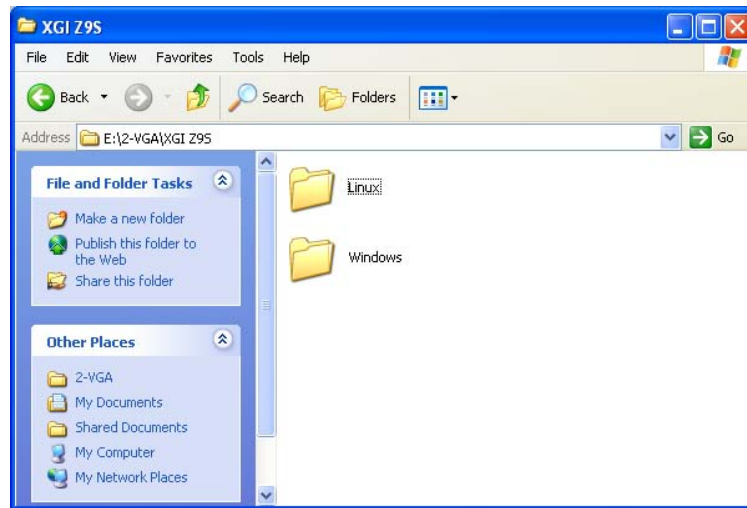 XGI Z9S
File Edit View Favorites Tools Help
Back Search Folders
Address E:\2-VGA\XGI Z9S Go
File and Folder Tasks
Make a new folder
Publish this folder to
the Web
Share this folder
Other Places
2-VGA
My Documents
Shared Documents
My Computer
My Network Places
Linux
Windows